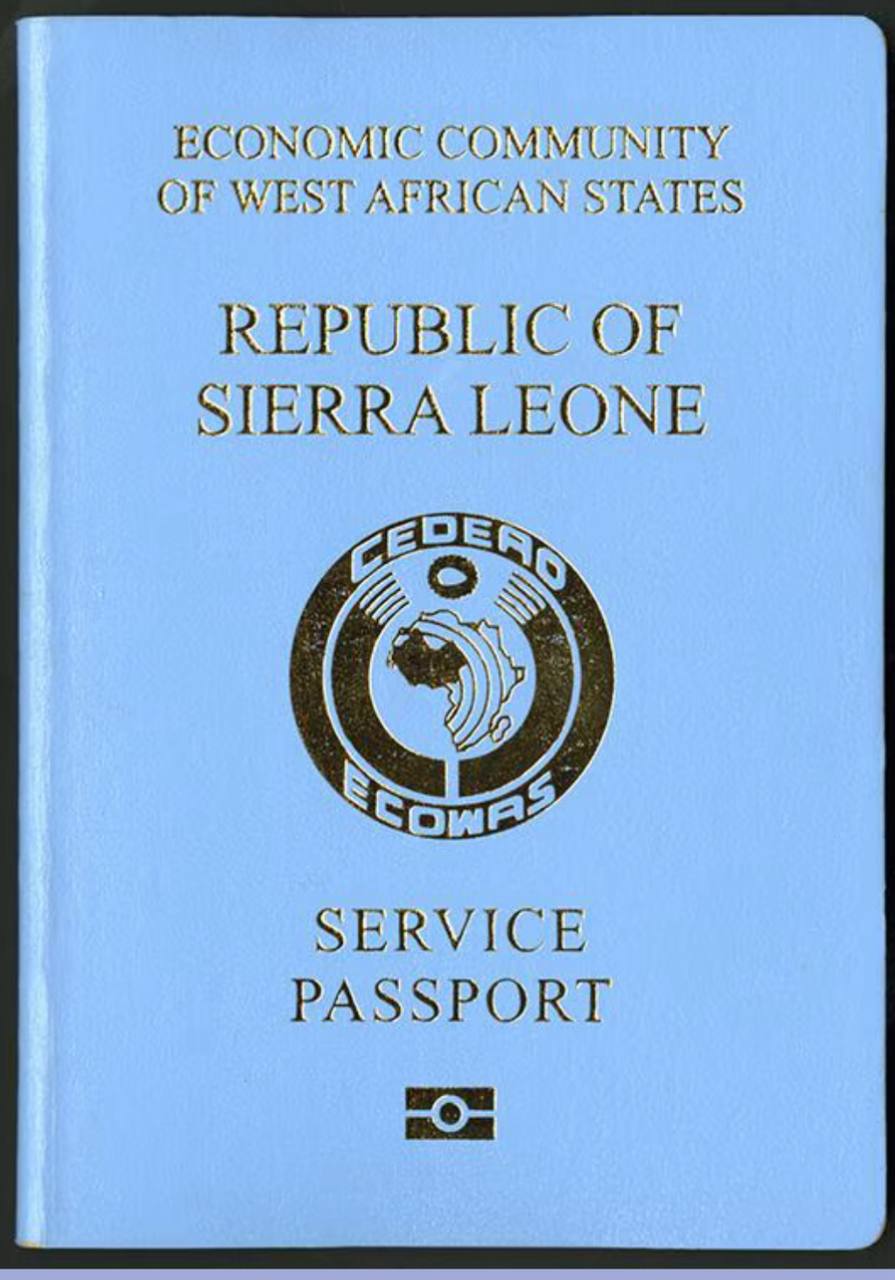 ECONOMIC COMMUNITY
OF WEST AFRICAN STATES
REPUBLIC OF
SIERRA LEONE
CEDEAO
ECOWAS
SERVICE
PASSPORT